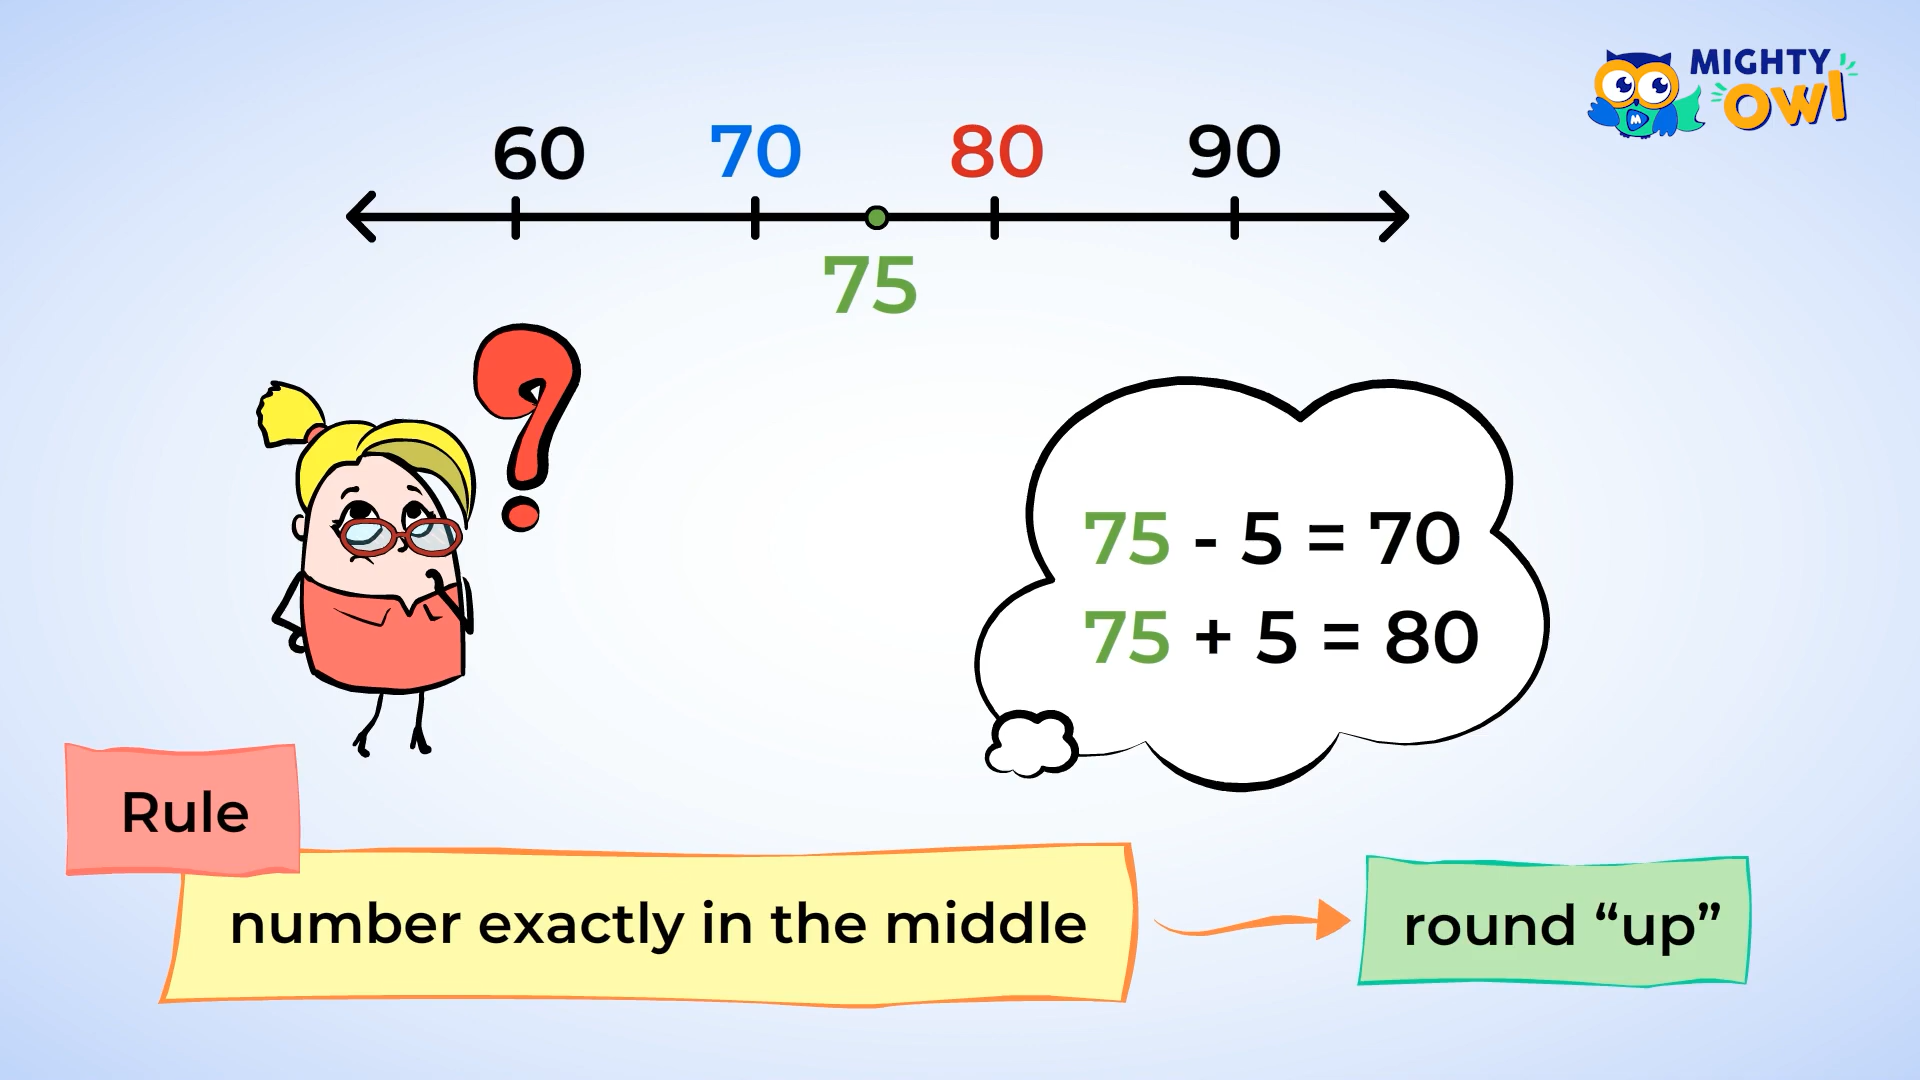 MIGHTY
Owl
60 70 80 90
75
?
75 - 5 = 70
75 + 5 = 80
Rule
number exactly in the middle
round “up”